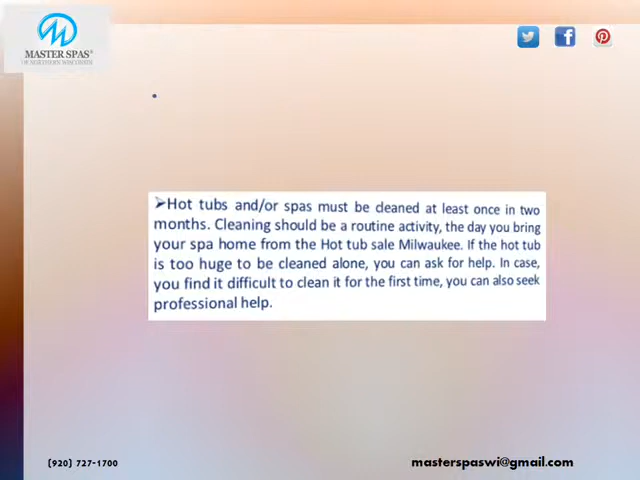 MASTER SPAS®
OF NORTHERN WISCONSIN
•
➢Hot tubs and/or spas must be cleaned at least once in two
months. Cleaning should be a routine activity, the day you bring
your spa home from the Hot tub sale Milwaukee. If the hot tub
is too huge to be cleaned alone, you can ask for help. In case,
you find it difficult to clean it for the first time, you can also seek
professional help.
(920) 727-1700
masterspaswi@gmail.com